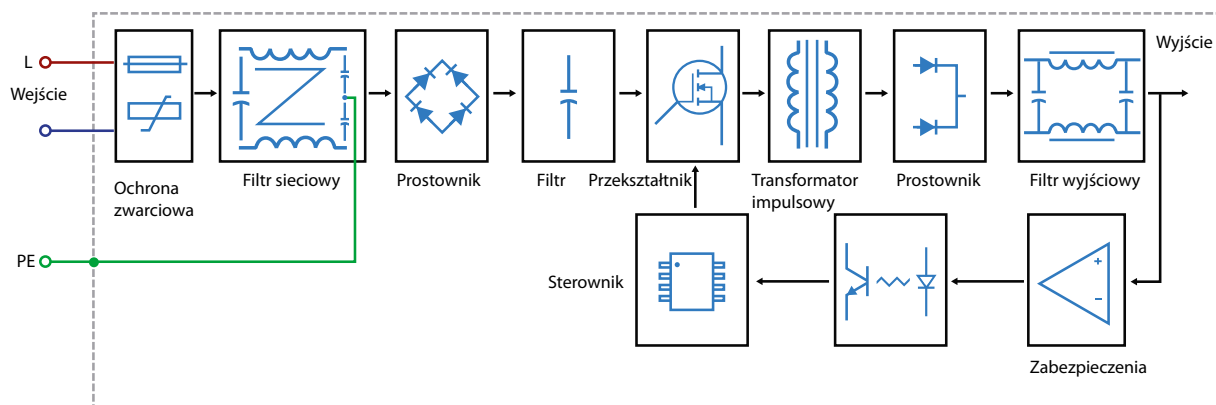 Wyjście
L
Wejście
Ochrona
zwarciowa
Filtr sieciowy
Prostownik
Filtr
Przekształtnik
Transformator
impulsowy
Prostownik
Filtr wyjściowy
PE
Sterownik
+
−
Zabezpieczenia